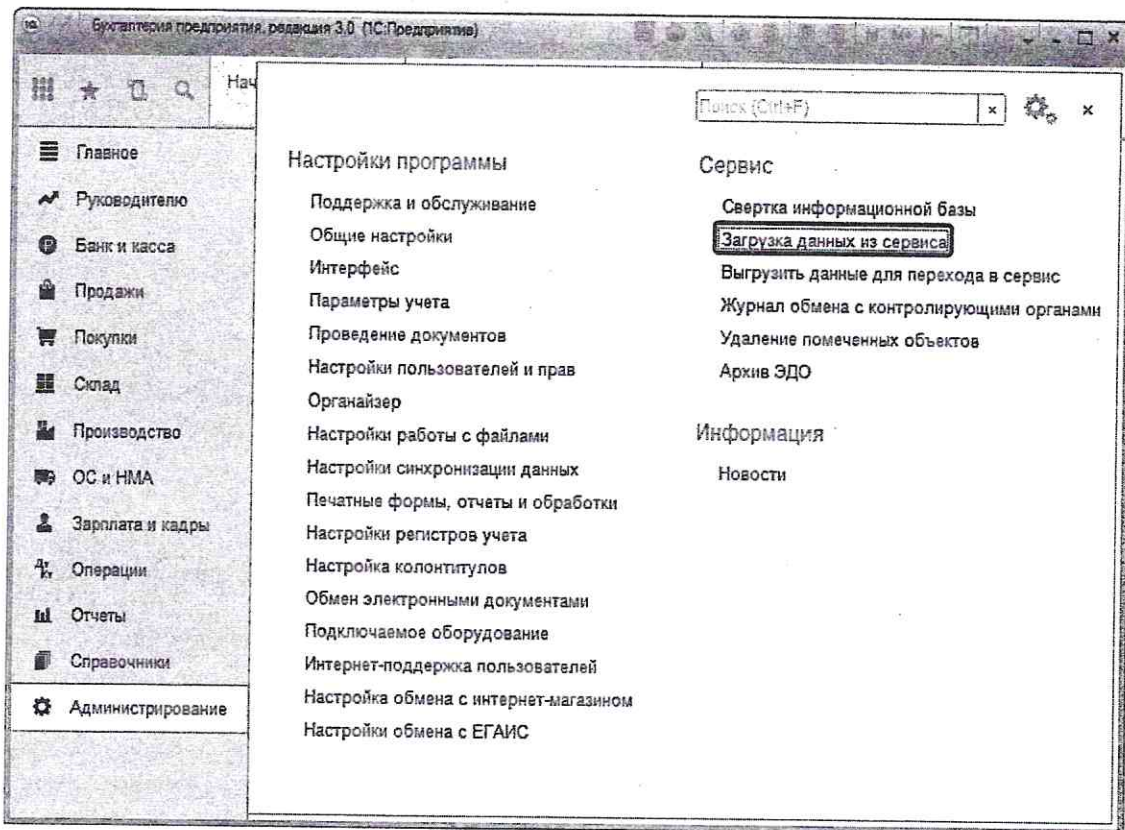 Бухгалтерия предприятия, редакция 3.0 (1С:Предприятие)
M M+ M-
Нач
Поиск (Ctrl+F)
Главное
Руководителю
Банк и касса
Продажи
Покупки
Склад
Производство
ОС и НМА
Зарплата и кадры
Операции
Отчеты
Справочники
Администрирование
Настройки программы
Поддержка и обслуживание
Общие настройки
Интерфейс
Параметры учета
Проведение документов
Настройки пользователей и прав
Органайзер
Настройки работы с файлами
Настройки синхронизации данных
Печатные формы, отчеты и обработки
Настройки регистров учета
Настройка колонтитулов
Обмен электронными документами
Подключаемое оборудование
Интернет-поддержка пользователей
Настройка обмена с интернет-магазином
Настройки обмена с ЕГАИС
Сервис
Свертка информационной базы
Загрузка данных из сервиса
Выгрузить данные для перехода в сервис
Журнал обмена с контролирующими органами
Удаление помеченных объектов
Архив ЭДО
Информация
Новости